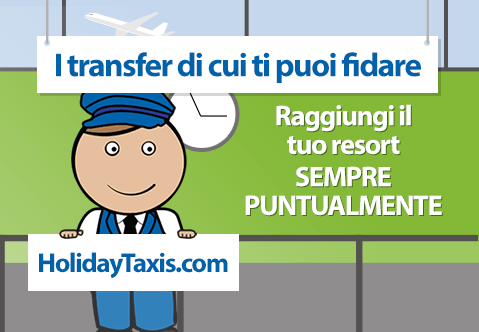 I transfer di cui ti puoi fidare
Raggiungi il
tuo resort
SEMPRE
PUNTUALMENTE
HolidayTaxis.com